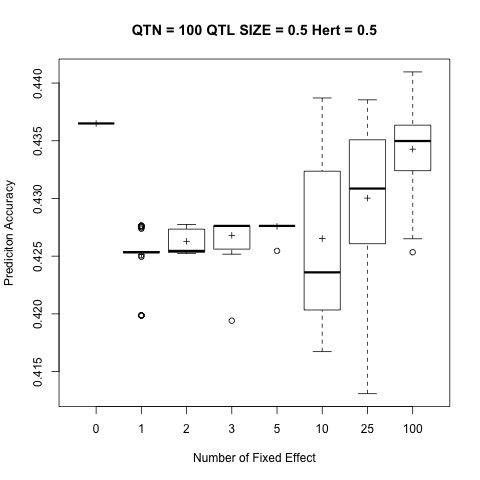 QTN = 100 QTL SIZE = 0.5 Hert = 0.5
Prediciton Accuracy
0.440
0.435
0.430
0.425
0.420
0.415
0 1 2 3 5 10 25 100
Number of Fixed Effect